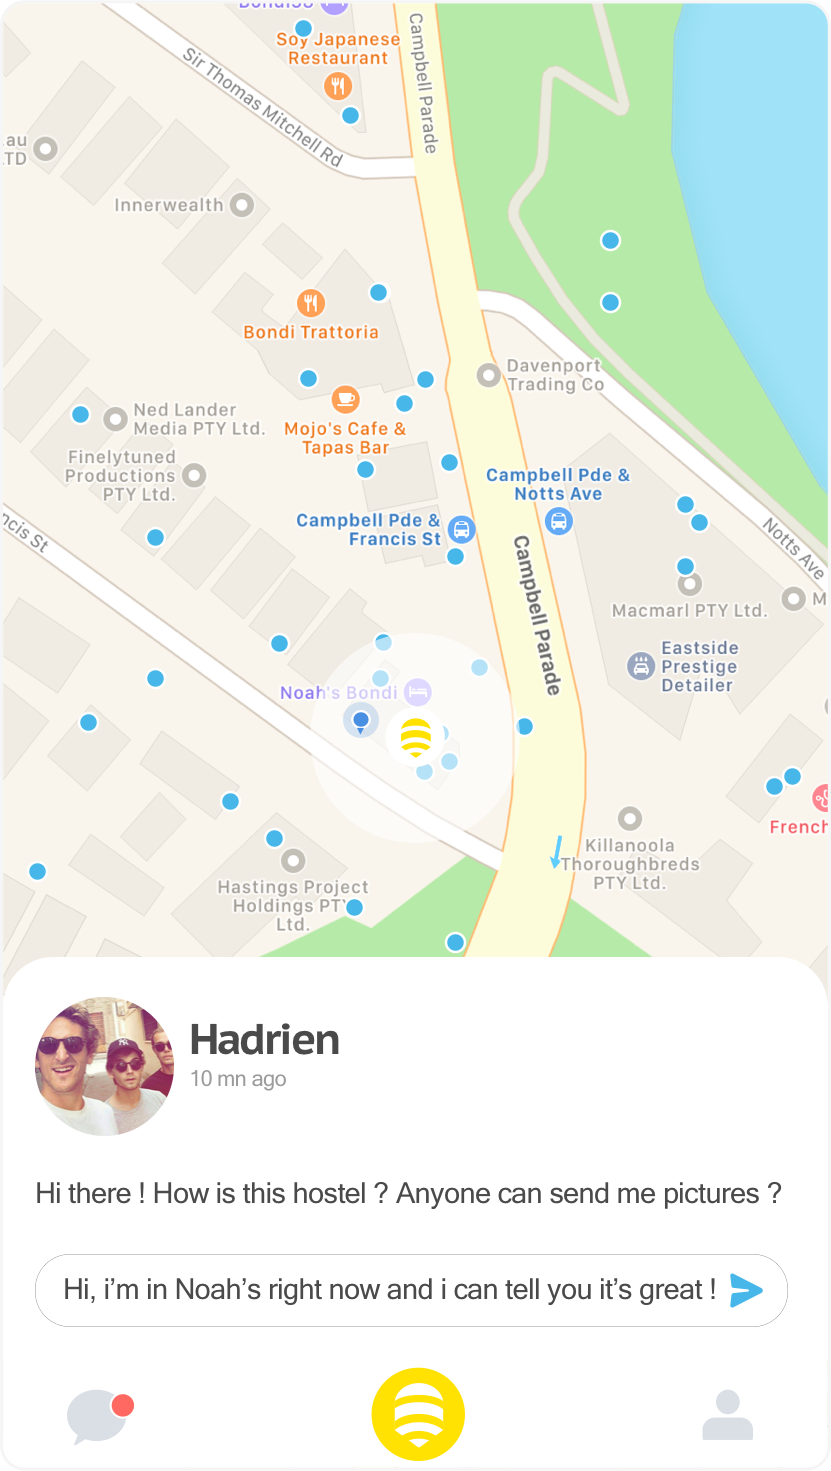 Bondi38
Soy Japanese
Restaurant
Campbell Parade
Sir Thomas Mitchell Rd
au
TD
Innerwealth
Bondi Trattoria
Davenport
Trading Co
Ned Lander
Media PTY Ltd.
Mojo's Cafe &
Tapas Bar
Finelytuned
Productions
PTY Ltd.
Campbell Pde &
Notts Ave
Campbell Pde &
Francis St
ncis St
Notts Ave
Campbell Parade
Macmarl PTY Ltd.
M
Eastside
Prestige
Detailer
Noah's Bondi
French
Killanoola
Thoroughbreds
PTY Ltd.
Hastings Project
Holdings PTY
Ltd.
Hadrien
10 mn ago
Hi there ! How is this hostel ? Anyone can send me pictures ?
Hi, i’m in Noah’s right now and i can tell you it’s great !